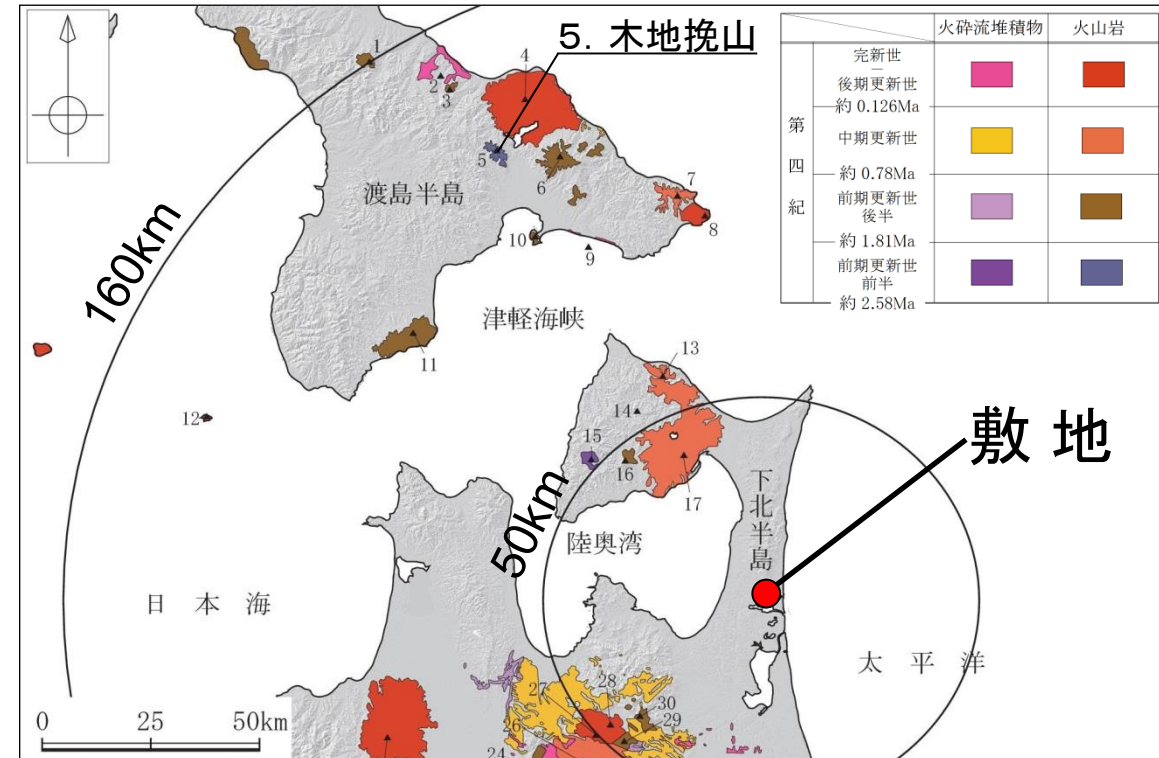 5．木地挽山
火砕流堆積物
火山岩
第四紀
完新世
－
後期更新世
約 0.126Ma
中期更新世
約 0.78Ma
前期更新世
後半
約 1.81Ma
前期更新世
前半
約 2.58Ma
1
2
3
4
5
6
7
8
9
10
渡島半島
160km
津軽海峡
11
12
13
14
15
16
17
敷 地
50km
下北半島
陸奥湾
日 本 海
太 平 洋
27
28
30
29
26
24
0 25 50km